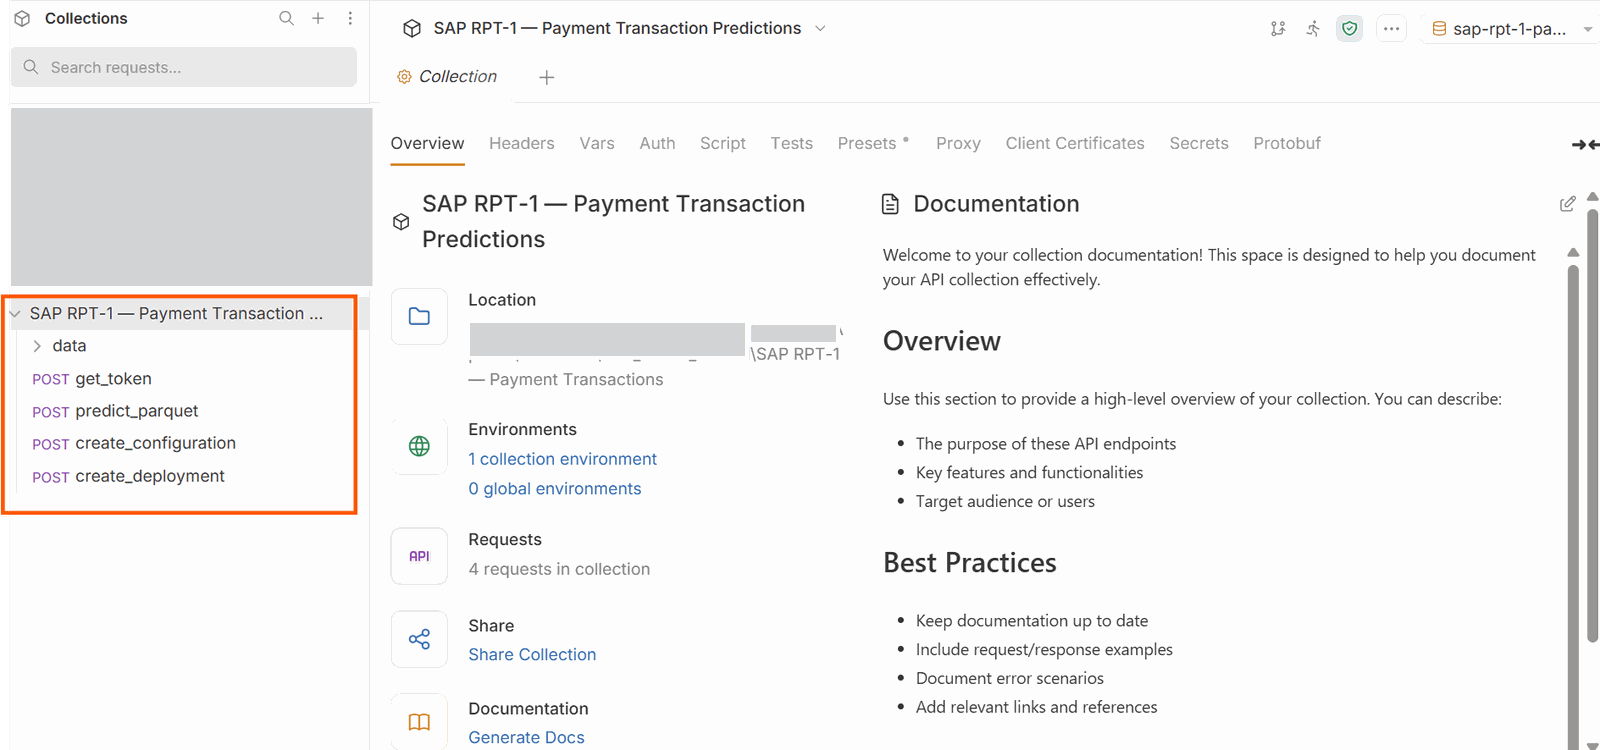 Collections
Search requests...
SAP RPT-1 — Payment Transaction ...
data
POST get_token
POST predict_parquet
POST create_configuration
POST create_deployment
SAP RPT-1 — Payment Transaction Predictions
sap-rpt-1-pa...
Collection
Overview Headers Vars Auth Script Tests Presets Proxy Client Certificates Secrets Protobuf
SAP RPT-1 — Payment Transaction
Predictions
Location
\SAP RPT-1
— Payment Transactions
Environments
1 collection environment
0 global environments
API
Requests
4 requests in collection
Share
Share Collection
Documentation
Generate Docs
Documentation
Welcome to your collection documentation! This space is designed to help you document
your API collection effectively.
Overview
Use this section to provide a high-level overview of your collection. You can describe:
• The purpose of these API endpoints
• Key features and functionalities
• Target audience or users
Best Practices
• Keep documentation up to date
• Include request/response examples
• Document error scenarios
• Add relevant links and references